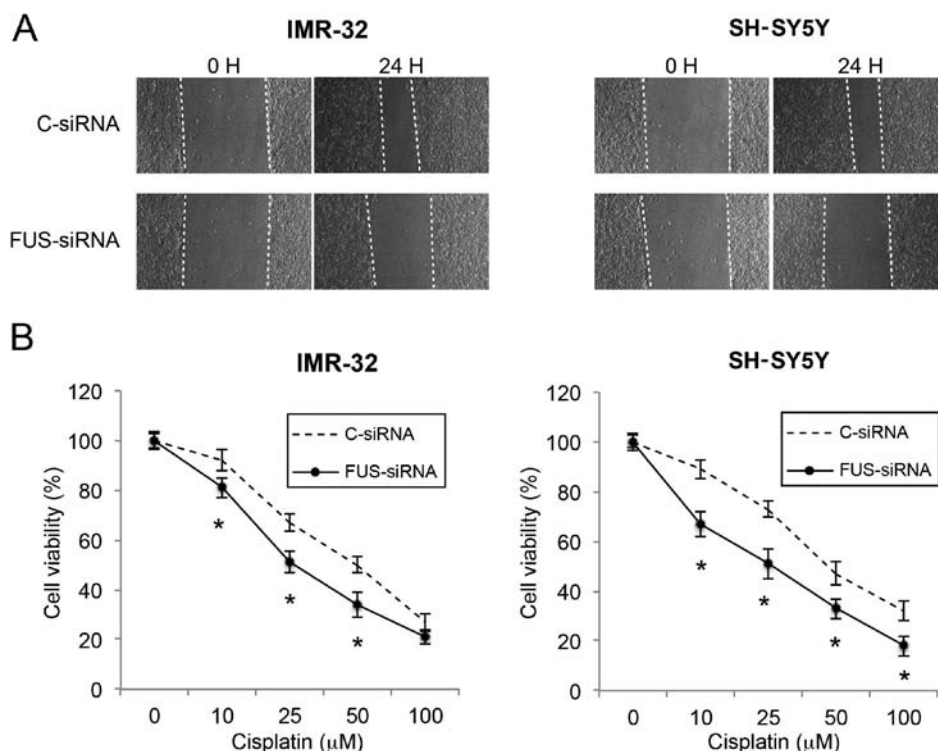 A
IMR-32
SH-SY5Y
0 H
24 H
0 H
24 H
C-siRNA
FUS-siRNA
B
IMR-32
SH-SY5Y
120
100
80
60
40
20
0
Cell viability (%)
C-siRNA
FUS-siRNA
*
*
*
0 10 25 50 100
Cisplatin (μM)
120
100
80
60
40
20
0
Cell viability (%)
C-siRNA
FUS-siRNA
*
*
*
*
0 10 25 50 100
Cisplatin (μM)